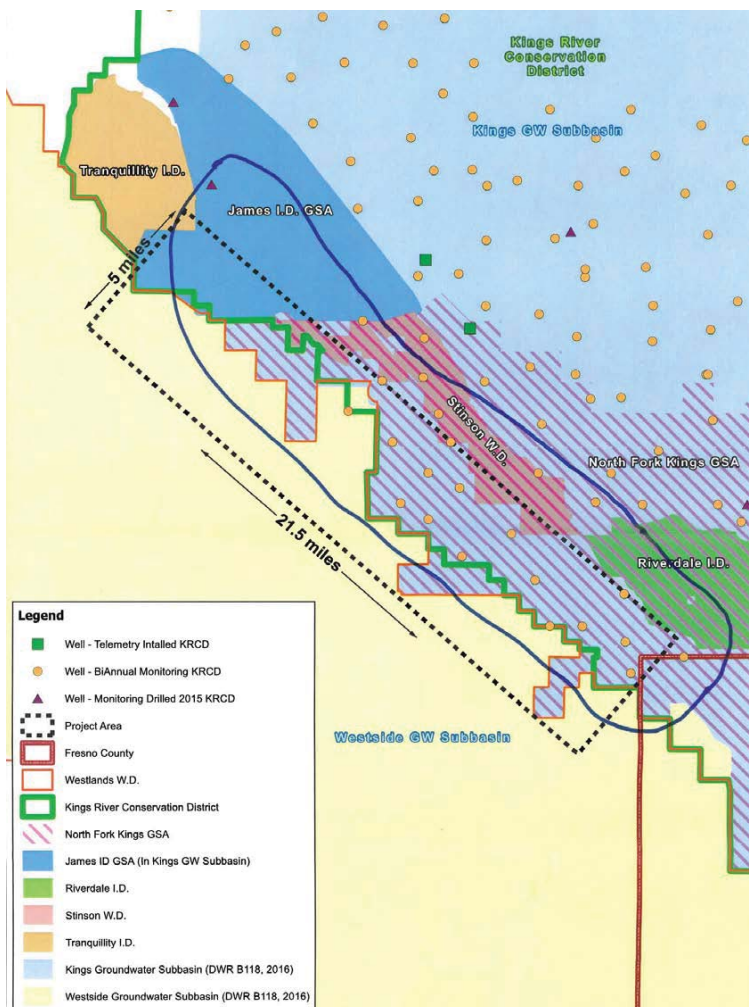 Kings River
Conservation
District
Kings GW Subbasin
Tranquillity I.D.
James I.D. GSA
5 miles
Stinson W.D.
North Fork Kings GSA
21.5 miles
Riverdale I.D.
Westside GW Subbasin
Legend
Well - Telemetry Intalled KRCD
Well - BiAnnual Monitoring KRCD
Well - Monitoring Drilled 2015 KRCD
Project Area
Fresno County
Westlands W.D.
Kings River Conservation District
North Fork Kings GSA
James ID GSA (In Kings GW Subbasin)
Riverdale I.D.
Stinson W.D.
Tranquillity I.D.
Kings Groundwater Subbasin (DWR B118, 2016)
Westside Groundwater Subbasin (DWR B118, 2016)